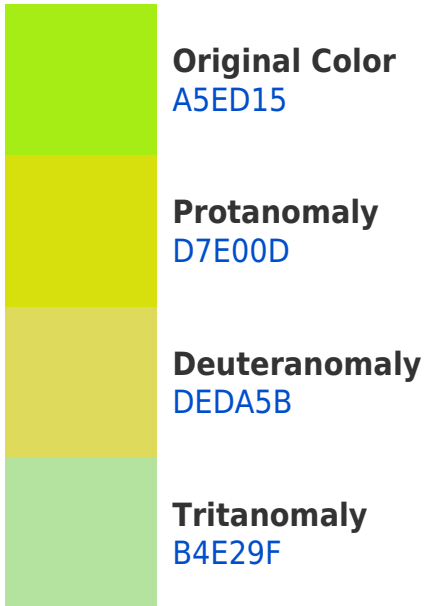 Original Color
A5ED15
Protanomaly
D7E00D
Deuteranomaly
DEDA5B
Tritanomaly
B4E29F